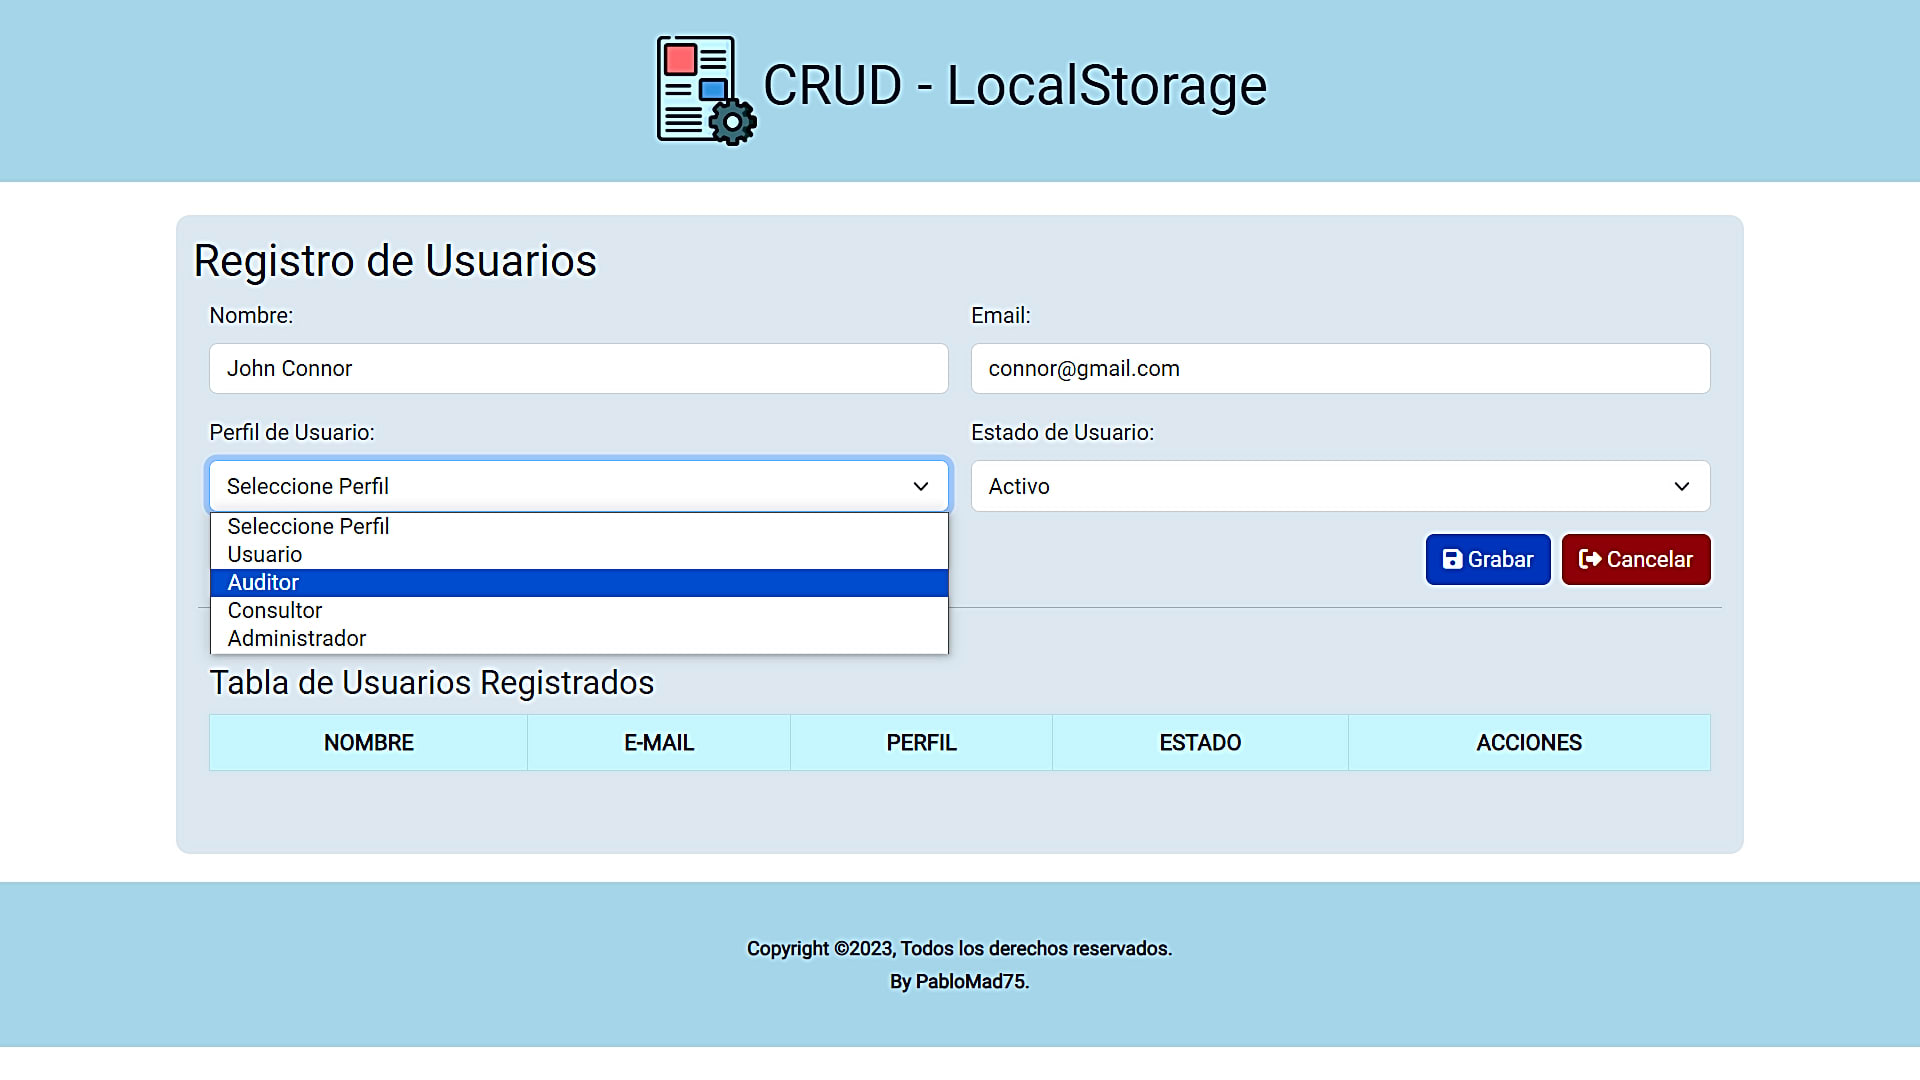 CRUD - LocalStorage
Registro de Usuarios
Nombre:
Email:
John Connor
connor@gmail.com
Perfil de Usuario:
Estado de Usuario:
Seleccione Perfil
Activo
Seleccione Perfil
Usuario
Auditor
Consultor
Administrador
Grabar
Cancelar
Tabla de Usuarios Registrados
NOMBRE E-MAIL PERFIL ESTADO ACCIONES
Copyright ©2023, Todos los derechos reservados.
By PabloMad75.